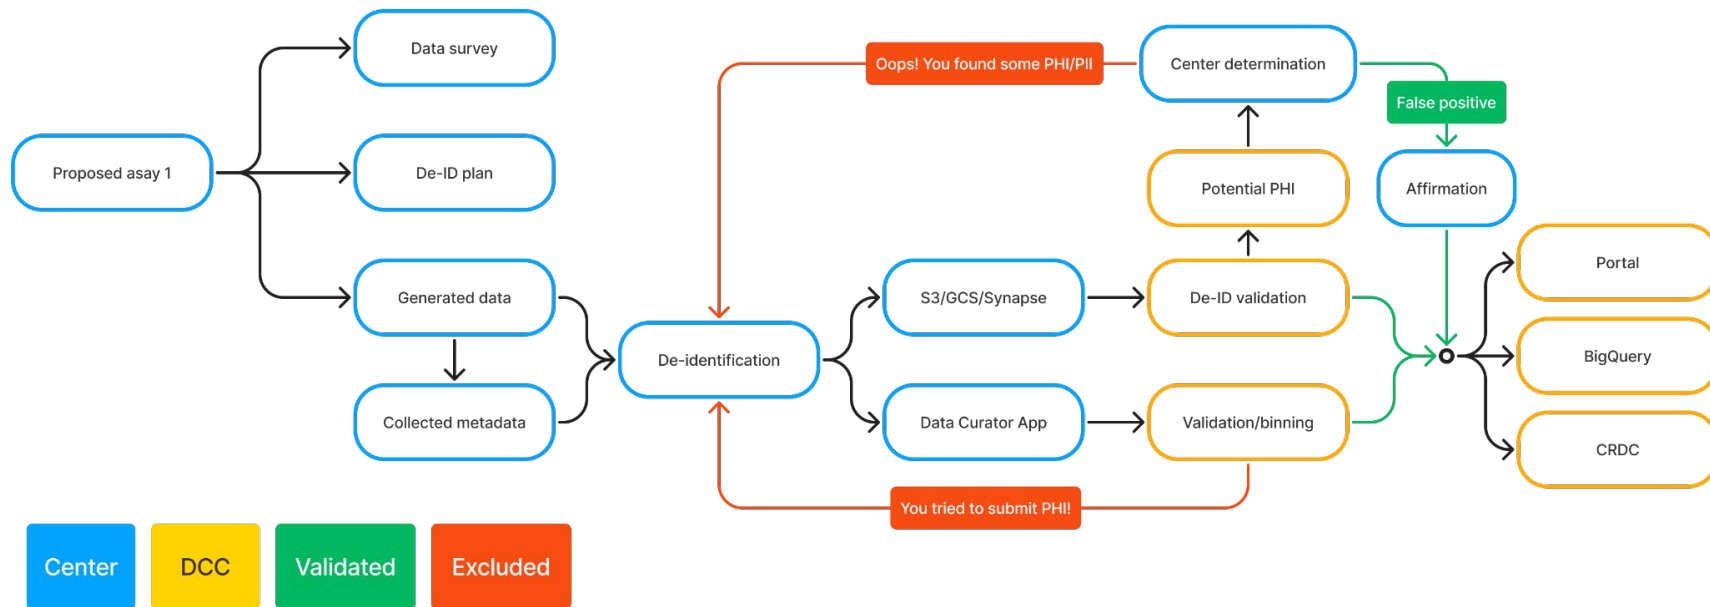 Data survey
Oops! You found some PHI/PII
Center determination
False positive
Proposed asay 1
De-ID plan
Potential PHI
Affirmation
Generated data
S3/GCS/Synapse
De-ID validation
Portal
De-identification
BigQuery
Collected metadata
Data Curator App
Validation/binning
CRDC
You tried to submit PHI!
Center
DCC
Validated
Excluded